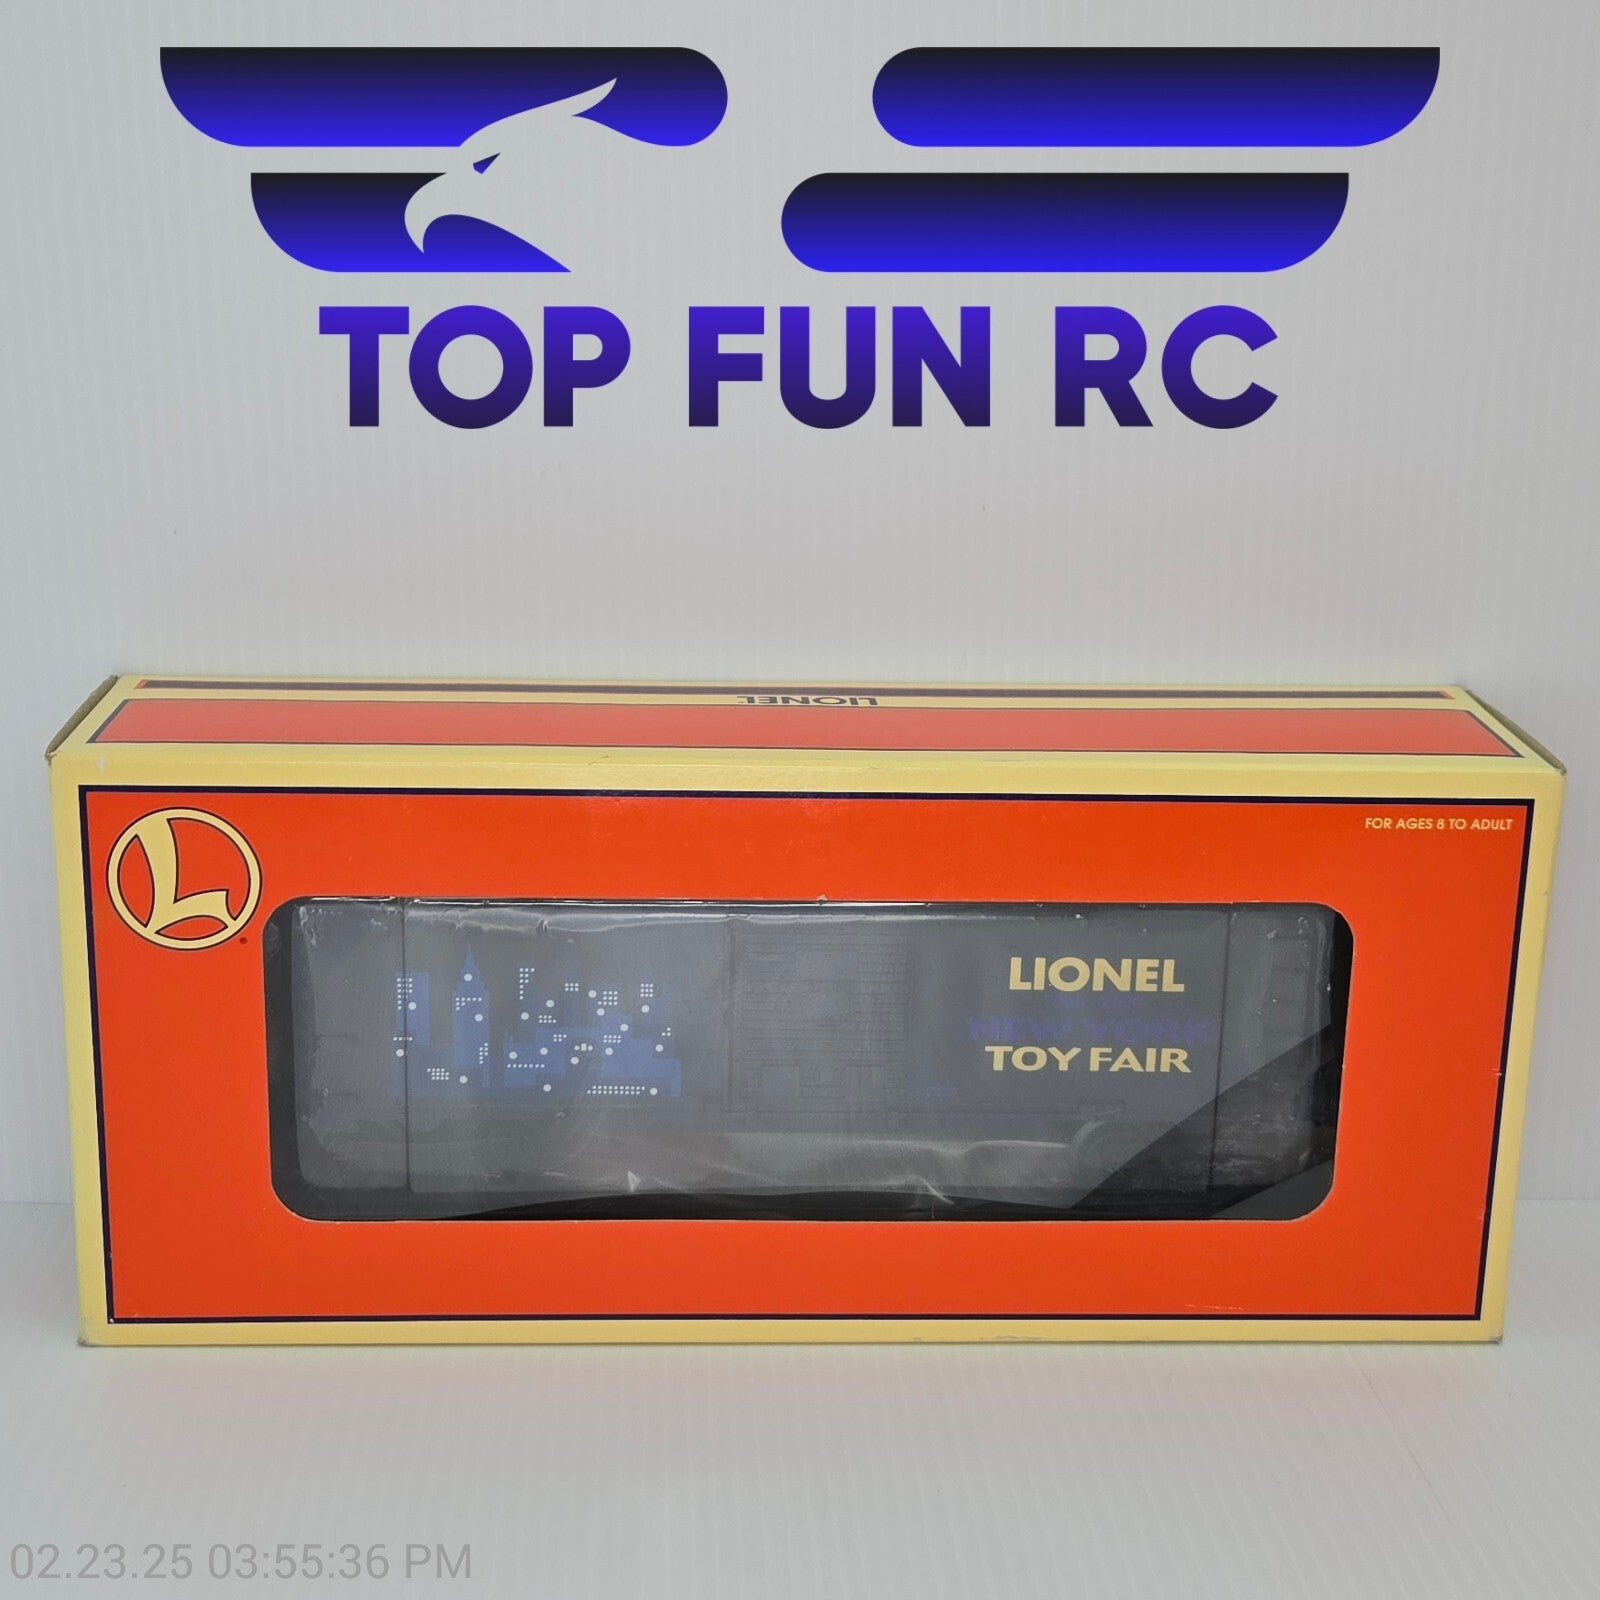 TOP FUN RC
LIONEL
FOR AGES 8 TO ADULT
L
LIONEL
NEW YORK
TOY FAIR
02.23.25 03:55:36 PM